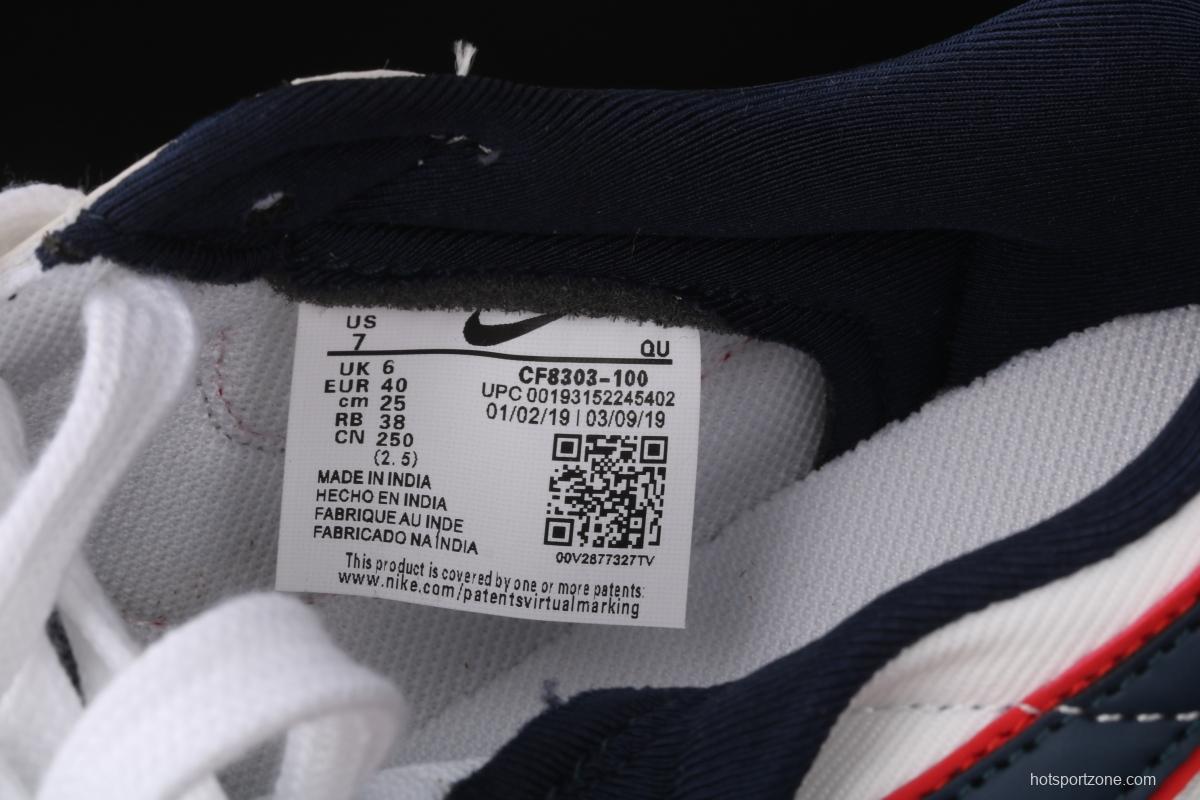 US
7
QU
UK 6
EUR 40
cm 25
RB 38
CN 250
(2.5)
CF8303-100
UPC 00193152245402
01/02/19 | 03/09/19
MADE IN INDIA
HECHO EN INDIA
FABRIQUE AU INDE
FABRICADO NA ÍNDIA
00V2877327TV
This product is covered by one or more patents:
www.nike.com/patentsvirtualmarking
hotsportzone.com